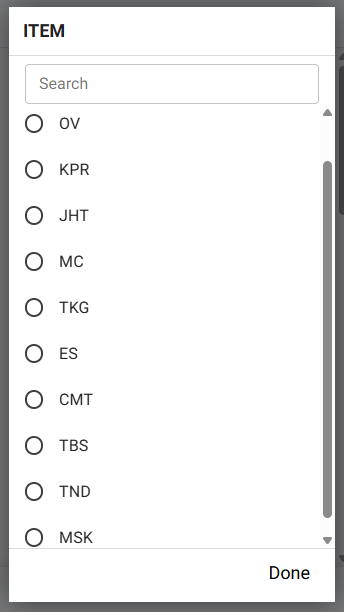 ITEM
Search
OV
KPR
JHT
MC
TKG
ES
CMT
TBS
TND
MSK
Done